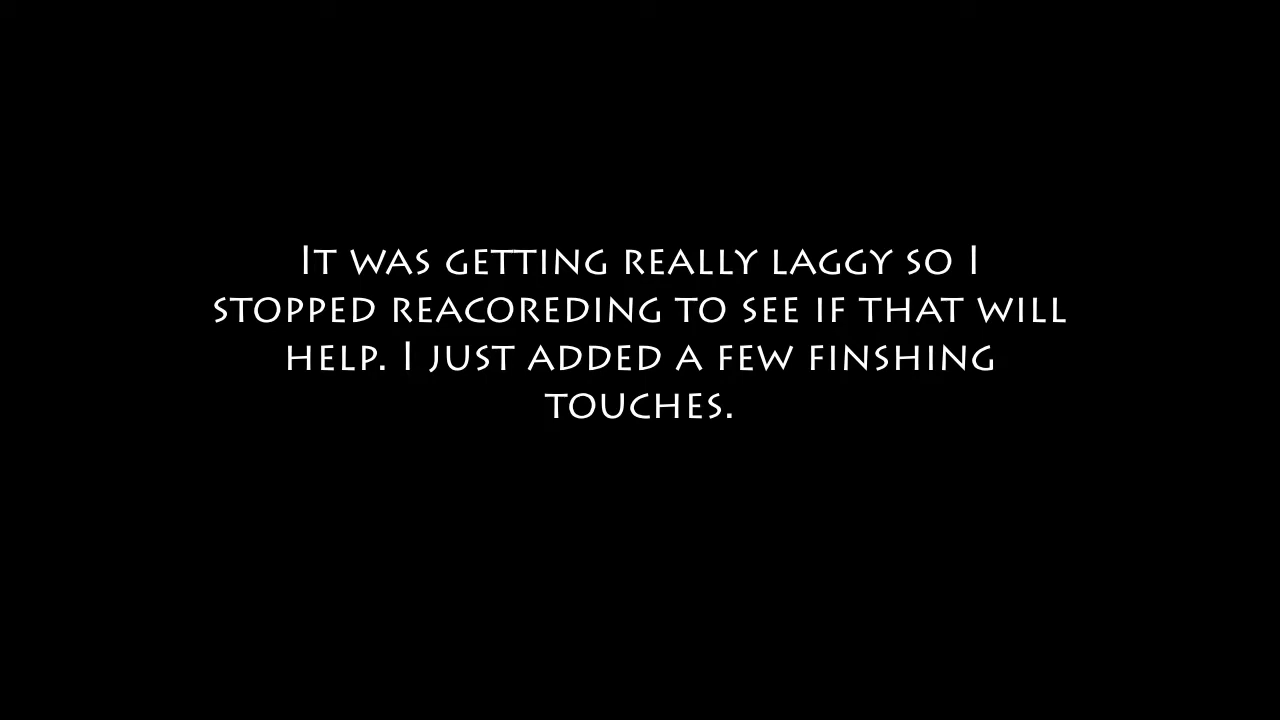 It was getting really laggy so I
stopped reacoreding to see if that will
help. I just added a few finshing
touches.